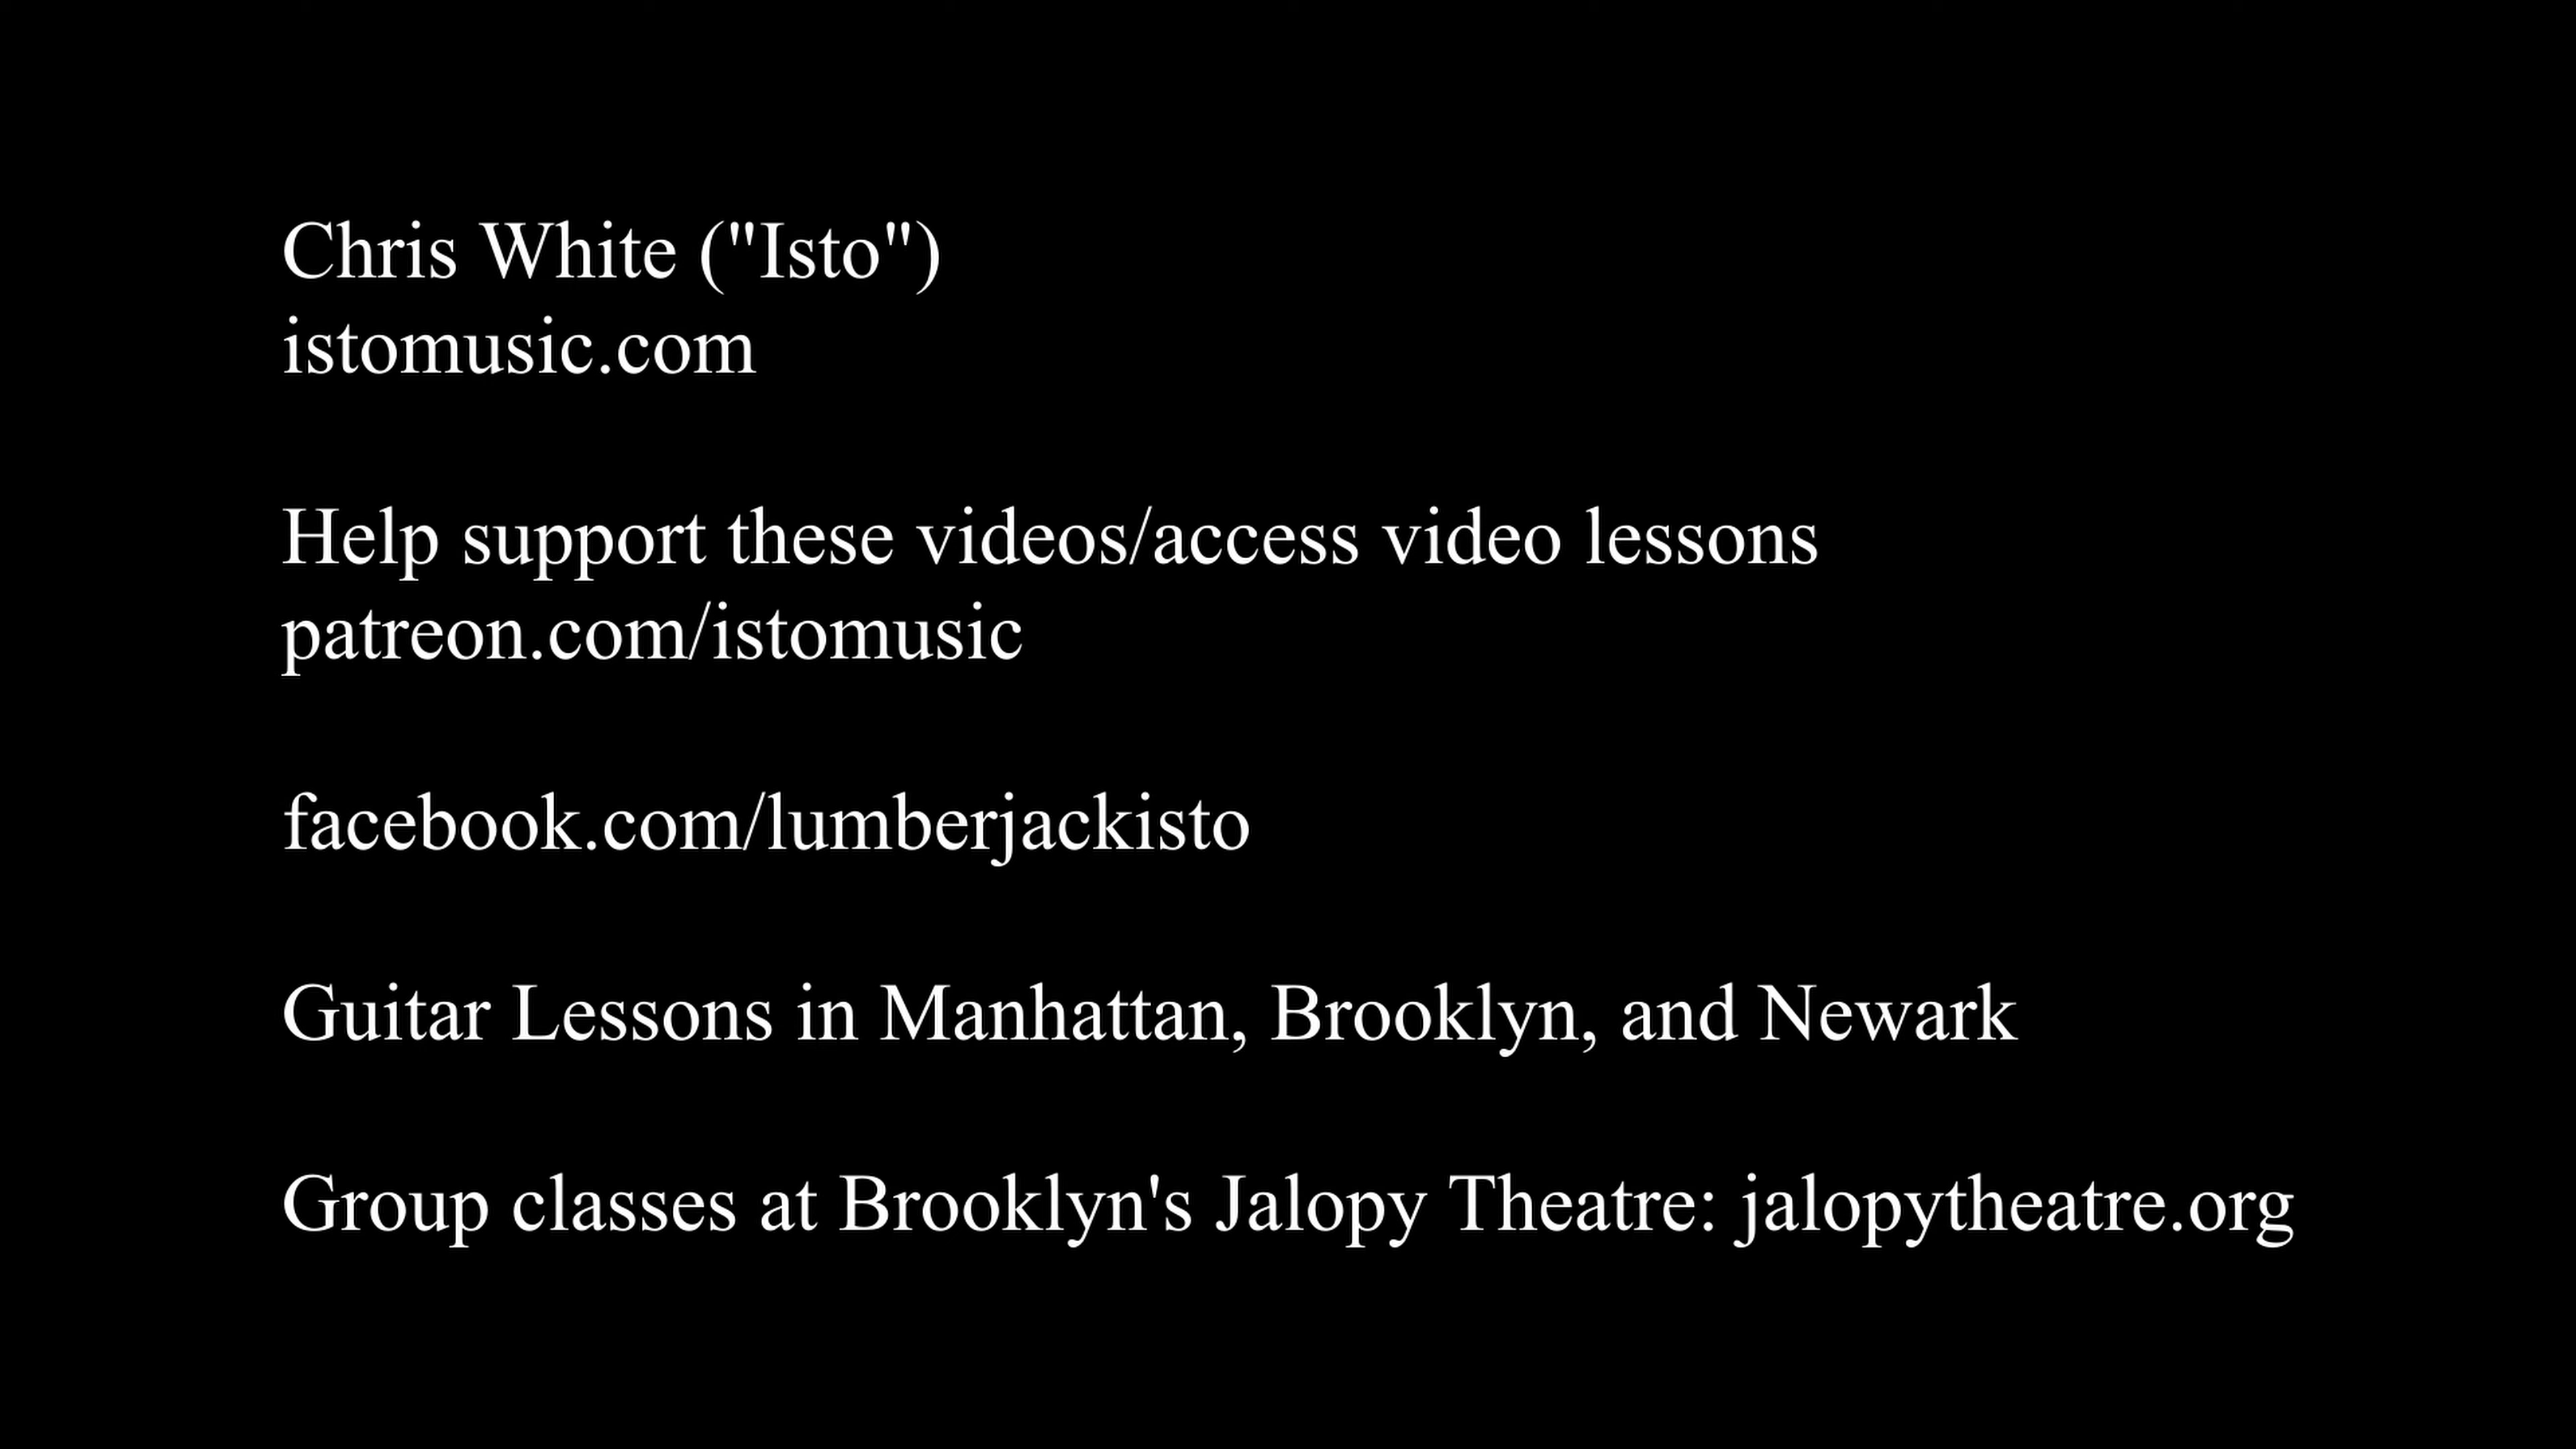 Chris White ("Isto")
istomusic.com
Help support these videos/access video lessons
patreon.com/istomusic
facebook.com/lumberjackisto
Guitar Lessons in Manhattan, Brooklyn, and Newark
Group classes at Brooklyn's Jalopy Theatre: jalopytheatre.org